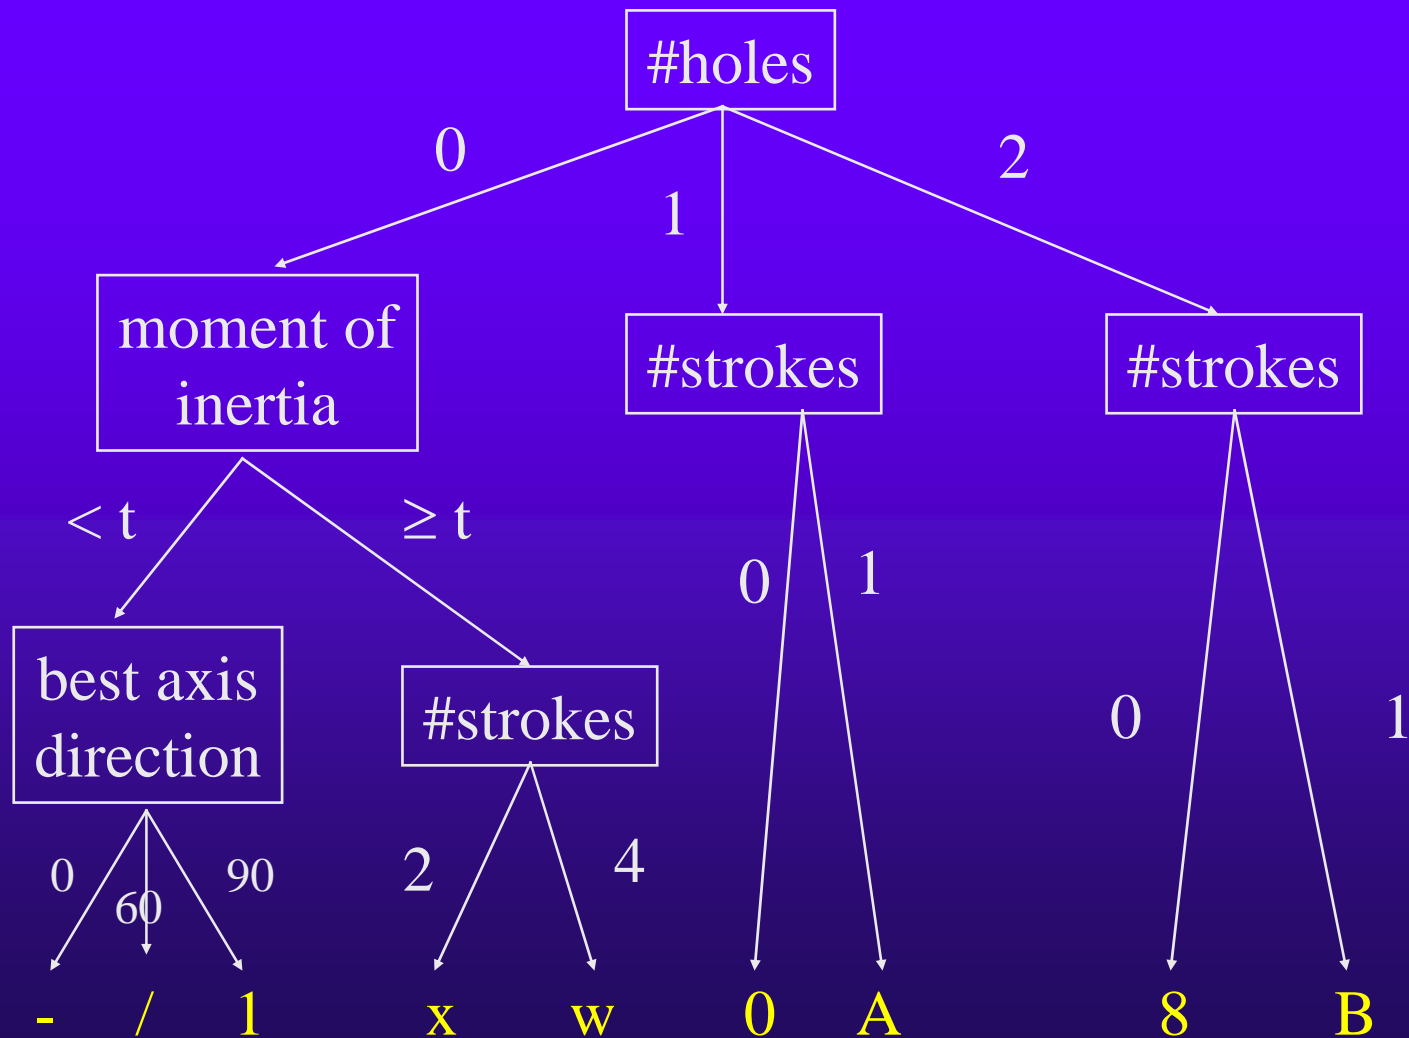 #holes
0
1
2
moment of
inertia
#strokes
#strokes
< t
≥ t
0
1
best axis
direction
#strokes
0
1
0
60
90
2
4
- / 1 x w 0 A 8 B